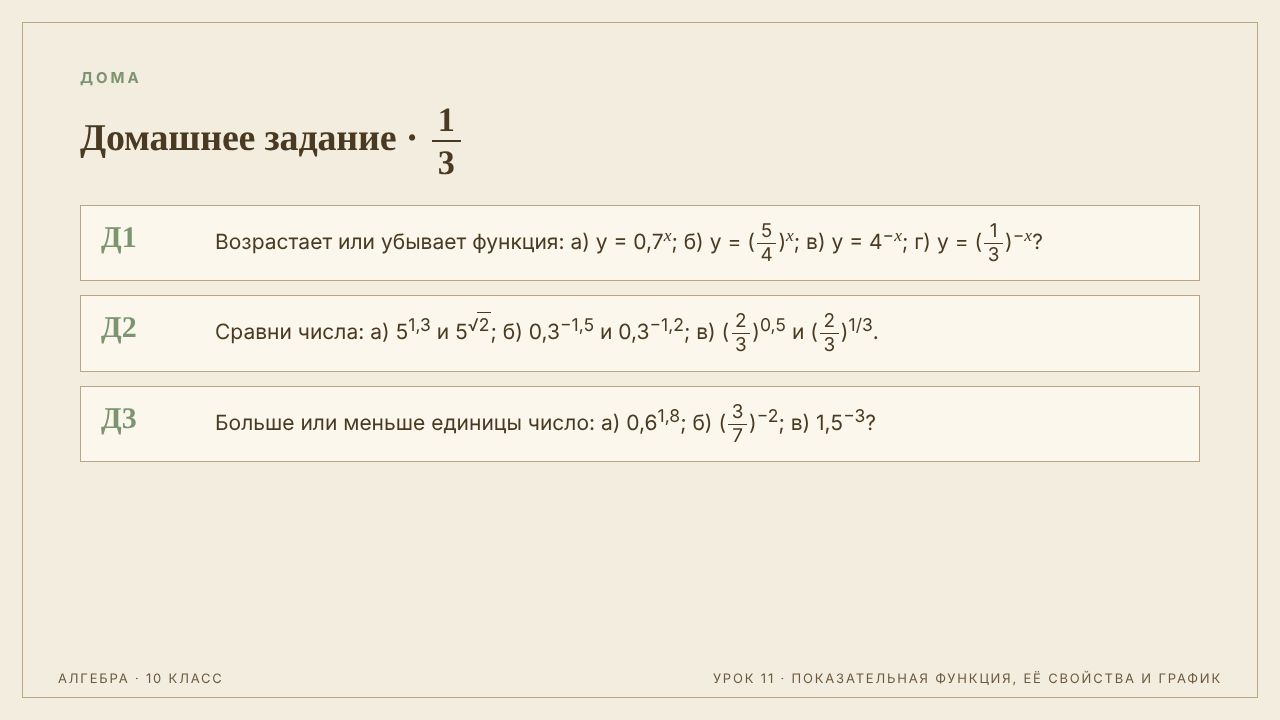 ДОМА
Домашнее задание · 1/3
Д1 Возрастает или убывает функция: а) y = 0,7^x; б) y = (5/4)^x; в) y = 4^−x; г) y = (1/3)^−x?
Д2 Сравни числа: а) 5^1,3 и 5^√2; б) 0,3^−1,5 и 0,3^−1,2; в) (2/3)^0,5 и (2/3)^1/3.
Д3 Больше или меньше единицы число: а) 0,6^1,8; б) (3/7)^−2; в) 1,5^−3?
АЛГЕБРА · 10 КЛАСС
УРОК 11 · ПОКАЗАТЕЛЬНАЯ ФУНКЦИЯ, ЕЁ СВОЙСТВА И ГРАФИК